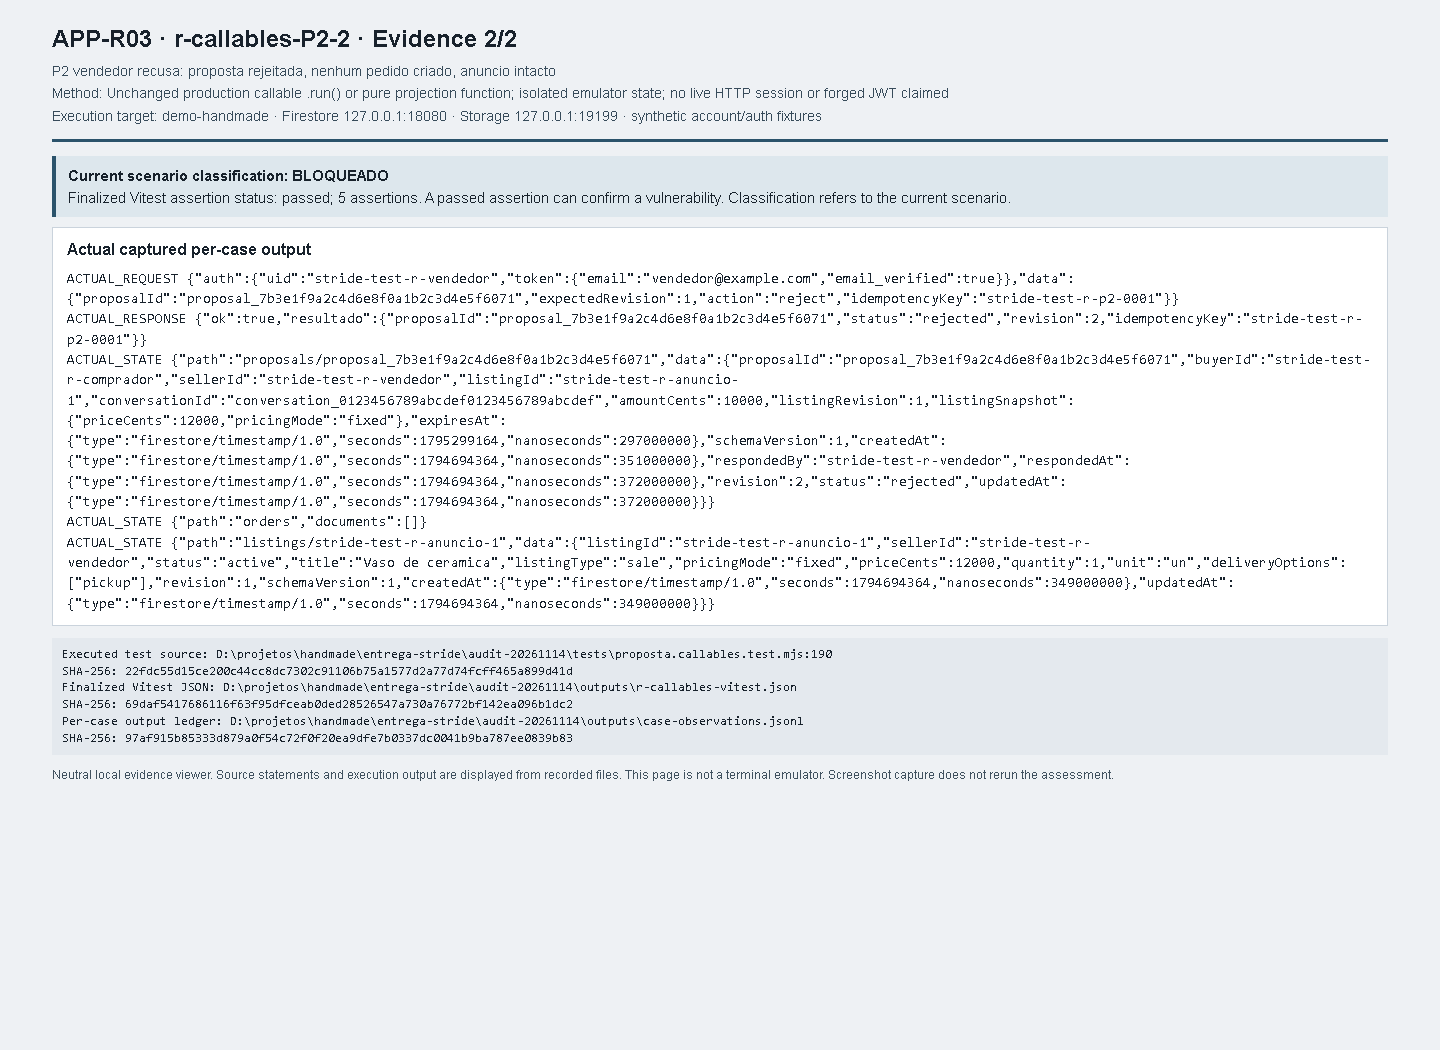 APP-R03 · r-callables-P2-2 · Evidence 2/2
P2 vendedor recusa: proposta rejeitada, nenhum pedido criado, anuncio intacto
Method: Unchanged production callable .run() or pure projection function; isolated emulator state; no live HTTP session or forged JWT claimed
Execution target: demo-handmade · Firestore 127.0.0.1:18080 · Storage 127.0.0.1:19199 · synthetic account/auth fixtures
Current scenario classification: BLOQUEADO
Finalized Vitest assertion status: passed; 5 assertions. A passed assertion can confirm a vulnerability. Classification refers to the current scenario.
Actual captured per-case output
ACTUAL_REQUEST {"auth":{"uid":"stride-test-r-vendedor","token":{"email":"vendedor@example.com","email_verified":true}},"data":
{"proposalId":"proposal_7b3e1f9a2c4d6e8f0a1b2c3d4e5f6071","expectedRevision":1,"action":"reject","idempotencyKey":"stride-test-r-p2-0001"}}
ACTUAL_RESPONSE {"ok":true,"resultado":{"proposalId":"proposal_7b3e1f9a2c4d6e8f0a1b2c3d4e5f6071","status":"rejected","revision":2,"idempotencyKey":"stride-test-r-
p2-0001"}}
ACTUAL_STATE {"path":"proposals/proposal_7b3e1f9a2c4d6e8f0a1b2c3d4e5f6071","data":{"proposalId":"proposal_7b3e1f9a2c4d6e8f0a1b2c3d4e5f6071","buyerId":"stride-test-
r-comprador","sellerId":"stride-test-r-vendedor","listingId":"stride-test-r-anuncio-
1","conversationId":"conversation_0123456789abcdef0123456789abcdef","amountCents":10000,"listingRevision":1,"listingSnapshot":
{"priceCents":12000,"pricingMode":"fixed"},"expiresAt":
{"type":"firestore/timestamp/1.0","seconds":1795299164,"nanoseconds":297000000},"schemaVersion":1,"createdAt":
{"type":"firestore/timestamp/1.0","seconds":1794694364,"nanoseconds":351000000},"respondedBy":"stride-test-r-vendedor","respondedAt":
{"type":"firestore/timestamp/1.0","seconds":1794694364,"nanoseconds":372000000},"revision":2,"status":"rejected","updatedAt":
{"type":"firestore/timestamp/1.0","seconds":1794694364,"nanoseconds":372000000}}}
ACTUAL_STATE {"path":"orders","documents":[]}
ACTUAL_STATE {"path":"listings/stride-test-r-anuncio-1","data":{"listingId":"stride-test-r-anuncio-1","sellerId":"stride-test-r-
vendedor","status":"active","title":"Vaso de ceramica","listingType":"sale","pricingMode":"fixed","priceCents":12000,"quantity":1,"unit":"un","deliveryOptions":
["pickup"],"revision":1,"schemaVersion":1,"createdAt":{"type":"firestore/timestamp/1.0","seconds":1794694364,"nanoseconds":349000000},"updatedAt":
{"type":"firestore/timestamp/1.0","seconds":1794694364,"nanoseconds":349000000}}}
Executed test source: D:\projetos\handmade\entrega-stride\audit-20261114\tests\proposta.callables.test.mjs:190
SHA-256: 22fdc55d15ce200c44cc8dc7302c91106b75a1577d2a77d74fcff465a899d41d
Finalized Vitest JSON: D:\projetos\handmade\entrega-stride\audit-20261114\outputs\r-callables-vitest.json
SHA-256: 69daf5417686116f63f95dfceab0ded28526547a730a76772bf142ea096b1dc2
Per-case output ledger: D:\projetos\handmade\entrega-stride\audit-20261114\outputs\case-observations.jsonl
SHA-256: 97af915b85333d879a0f54c72f0f20ea9dfe7b0337dc0041b9ba787ee0839b83
Neutral local evidence viewer. Source statements and execution output are displayed from recorded files. This page is not a terminal emulator. Screenshot capture does not rerun the assessment.